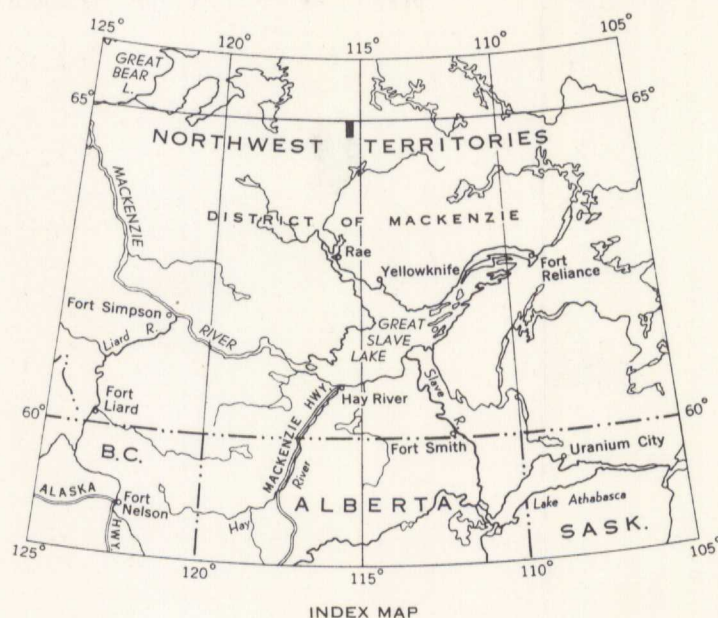 125°
120°
115°
110°
105°
GREAT
BEAR
L.
65°
65°
NORTHWEST TERRITORIES
MACKENZIE
DISTRICT OF MACKENZIE
Rae
Yellowknife
Fort
Reliance
Fort Simpson
Liard R.
RIVER
GREAT
SLAVE
LAKE
MACKENZIE HWY.
Hay River
Slave
R.
Fort
Liard
60°
60°
B.C.
Fort Smith
Uranium City
ALASKA
HWY
Fort
Nelson
Hay
River
ALBERTA
Lake Athabasca
SASK.
125°
120°
115°
110°
105°
INDEX MAP